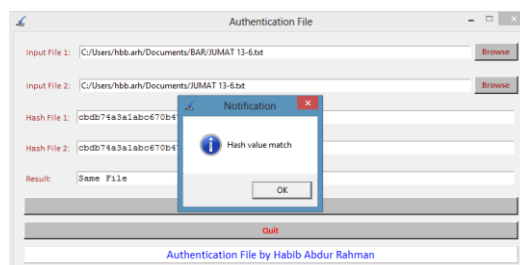 Authentication File
Input File 1: C:/Users/hbb.arh/Documents/BAR/JUMAT 13-6.txt Browse
Input File 2: C:/Users/hbb.arh/Documents/JUMAT 13-6.txt Browse
Notification
Hash File 1: cbdb74a3a1abc670b4
Hash File 2: cbdb74a3a1abc670b4
Hash value match
Result: Same File
OK
Quit
Authentication File by Habib Abdur Rahman